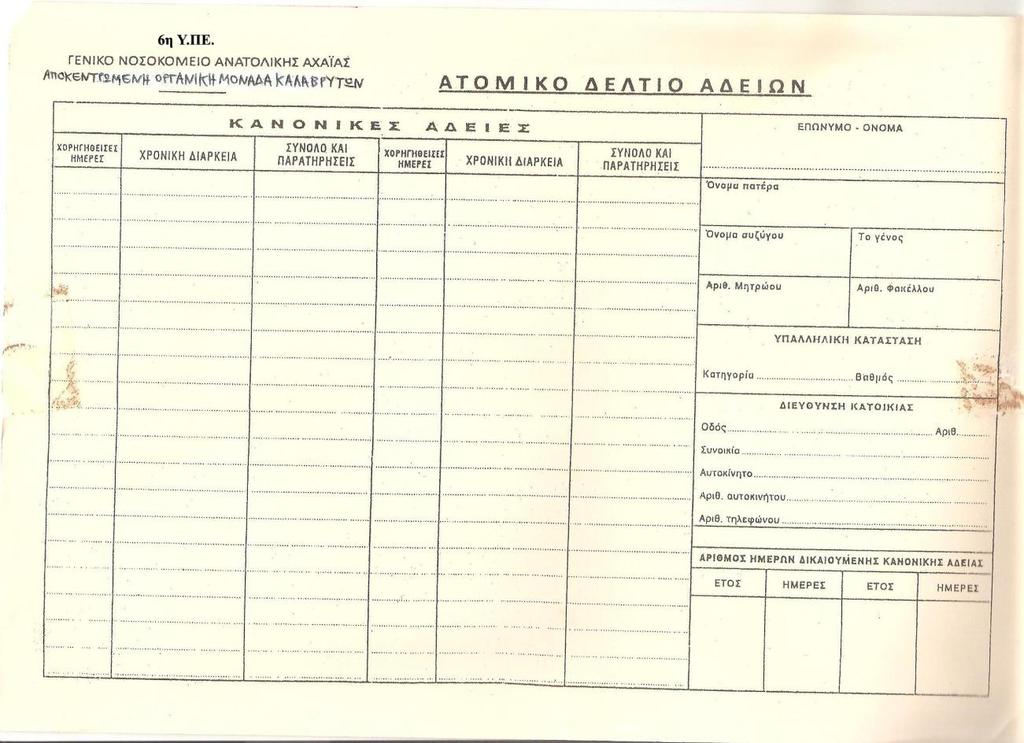 6η Υ.ΠΕ.
ΓΕΝΙΚΟ ΝΟΣΟΚΟΜΕΙΟ ΑΝΑΤΟΛΙΚΗΣ ΑΧΑΪΑΣ
ΑΠΟΚΕΝΤΡΩΜΕΝΗ ΟΡΓΑΝΙΚΗ ΜΟΝΑΔΑ ΚΑΛΑΒΡΥΤΩΝ
ΑΤΟΜΙΚΟ ΔΕΛΤΙΟ ΑΔΕΙΩΝ
ΚΑΝΟΝΙΚΕΣ ΑΔΕΙΕΣ
ΧΟΡΗΓΗΘΕΙΣΕΣ ΗΜΕΡΕΣ
ΧΡΟΝΙΚΗ ΔΙΑΡΚΕΙΑ
ΣΥΝΟΛΟ ΚΑΙ ΠΑΡΑΤΗΡΗΣΕΙΣ
ΧΟΡΗΓΗΘΕΙΣΕΣ ΗΜΕΡΕΣ
ΧΡΟΝΙΚΗ ΔΙΑΡΚΕΙΑ
ΣΥΝΟΛΟ ΚΑΙ ΠΑΡΑΤΗΡΗΣΕΙΣ
ΕΠΩΝΥΜΟ - ΟΝΟΜΑ
Όνομα πατέρα
Όνομα συζύγου
Το γένος
Αριθ. Μητρώου
Αριθ. Φακέλλου
ΥΠΑΛΛΗΛΙΚΗ ΚΑΤΑΣΤΑΣΗ
Κατηγορία Βαθμός
ΔΙΕΥΘΥΝΣΗ ΚΑΤΟΙΚΙΑΣ
Οδός Αριθ.
Συνοικία
Αυτοκίνητο
Αριθ. αυτοκινήτου
Αριθ. τηλεφώνου
ΑΡΙΘΜΟΣ ΗΜΕΡΩΝ ΔΙΚΑΙΟΥΜΕΝΗΣ ΚΑΝΟΝΙΚΗΣ ΑΔΕΙΑΣ
ΕΤΟΣ ΗΜΕΡΕΣ ΕΤΟΣ ΗΜΕΡΕΣ